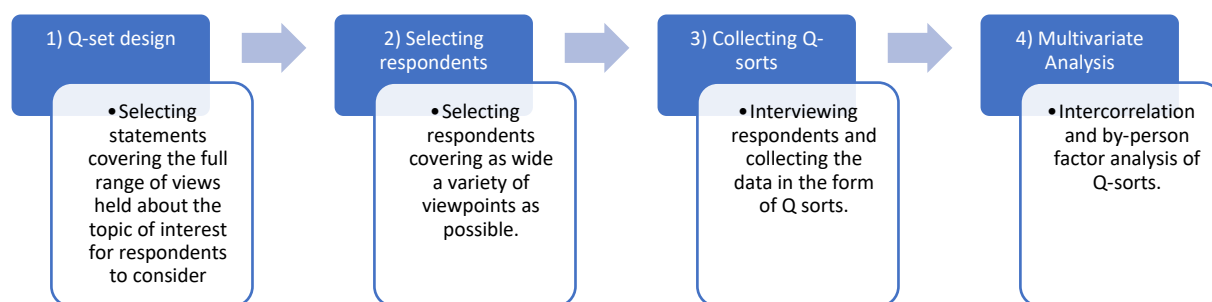 1) Q-set design
• Selecting
statements
covering the full
range of views
held about the
topic of interest
for respondents
to consider
2) Selecting
respondents
• Selecting
respondents
covering as wide
a variety of
viewpoints as
possible.
3) Collecting Q-
sorts
• Interviewing
respondents and
collecting the
data in the form
of Q sorts.
4) Multivariate
Analysis
• Intercorrelation
and by-person
factor analysis of
Q-sorts.